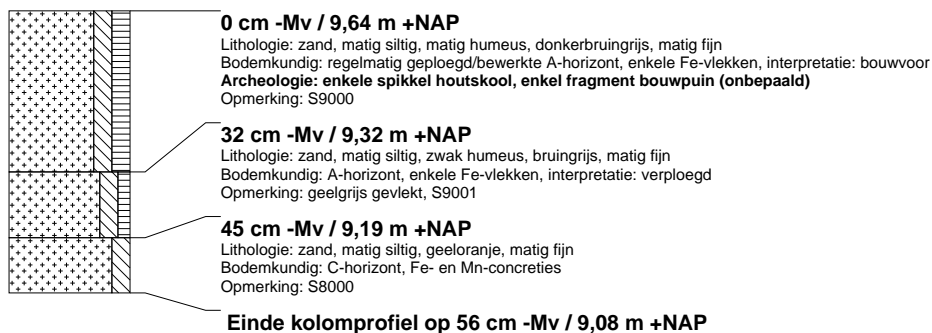 0 cm -Mv / 9,64 m +NAP
Lithologie: zand, matig siltig, matig humeus, donkerbruingrijs, matig fijn
Bodemkundig: regelmatig geploegd/bewerkte A-horizont, enkele Fe-vlekken, interpretatie: bouwvoor
Archeologie: enkele spikkel houtskool, enkel fragment bouwpuin (onbepaald)
Opmerking: S9000
32 cm -Mv / 9,32 m +NAP
Lithologie: zand, matig siltig, zwak humeus, bruingrijs, matig fijn
Bodemkundig: A-horizont, enkele Fe-vlekken, interpretatie: verploegd
Opmerking: geelgrijs gevlekt, S9001
45 cm -Mv / 9,19 m +NAP
Lithologie: zand, matig siltig, geeloranje, matig fijn
Bodemkundig: C-horizont, Fe- en Mn-concreties
Opmerking: S8000
Einde kolomprofiel op 56 cm -Mv / 9,08 m +NAP